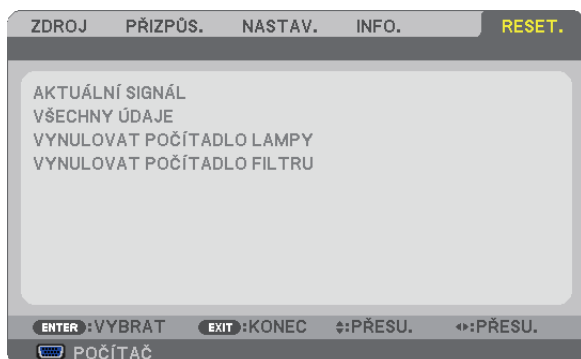 ZDROJ PŘIZPŮS. NASTAV. INFO. RESET.
AKTUÁLNÍ SIGNÁL
VŠECHNY ÚDAJE
VYNULOVAT POČÍTADLO LAMPY
VYNULOVAT POČÍTADLO FILTRU
ENTER :VYBRAT EXIT :KONEC :PŘESU. :PŘESU.
POČÍTAČ